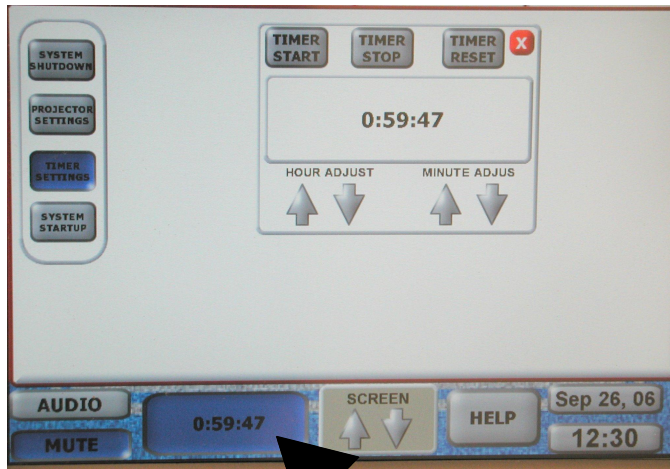 SYSTEM
SHUTDOWN
PROJECTOR
SETTINGS
TIMER
SETTINGS
SYSTEM
STARTUP
TIMER
START
TIMER
STOP
TIMER
RESET
X
0:59:47
HOUR ADJUST
MINUTE ADJUS
AUDIO
MUTE
0:59:47
SCREEN
HELP
Sep 26, 06
12:30